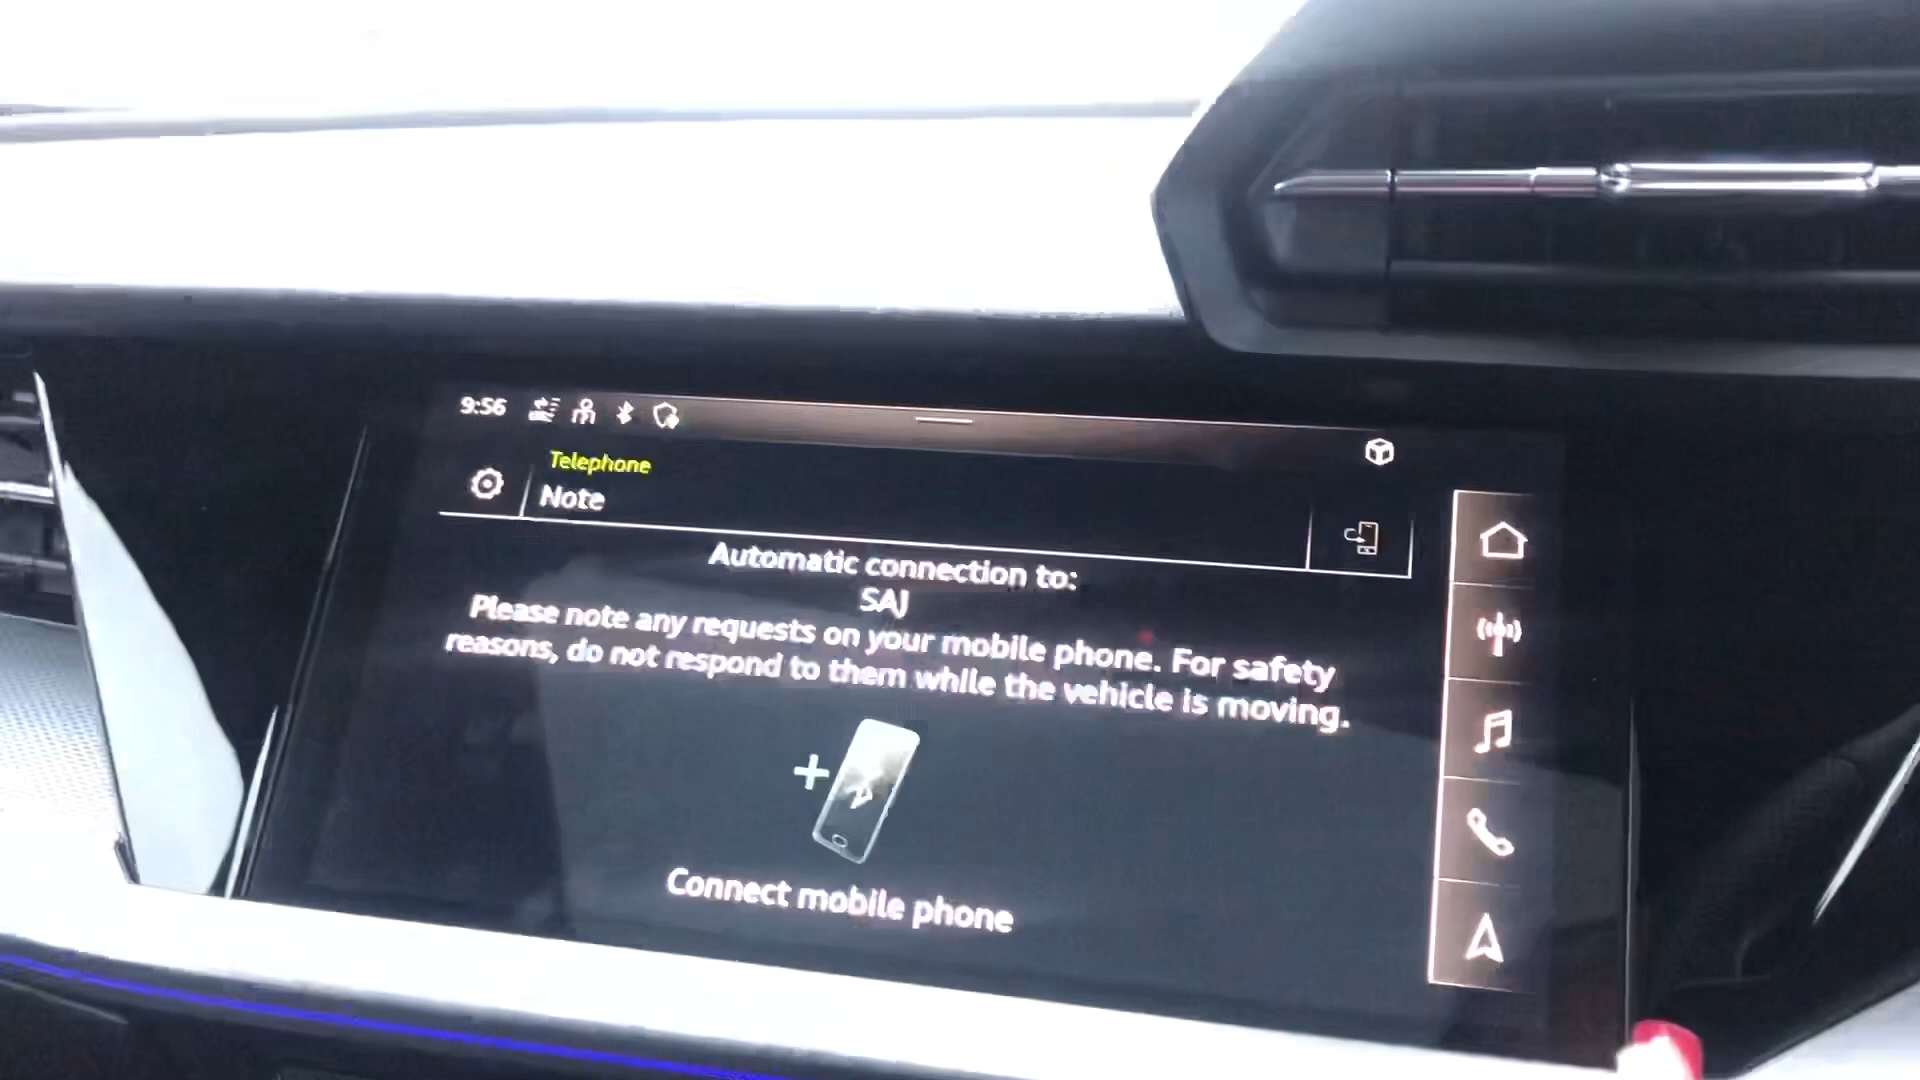 9:56
Telephone
Note
Automatic connection to:
SAJ
Please note any requests on your mobile phone. For safety
reasons, do not respond to them while the vehicle is moving.
Connect mobile phone